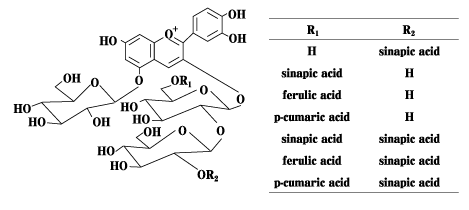 OH
OH
HO
O+
O
OH
O
O
OR1
HO
O
O
HO
OH
HO
HO
O
OH
O
O
HO
HO
OR2
R1 R2
H sinapic acid
sinapic acid H
ferulic acid H
p-cumaric acid H
sinapic acid sinapic acid
ferulic acid sinapic acid
p-cumaric acid sinapic acid